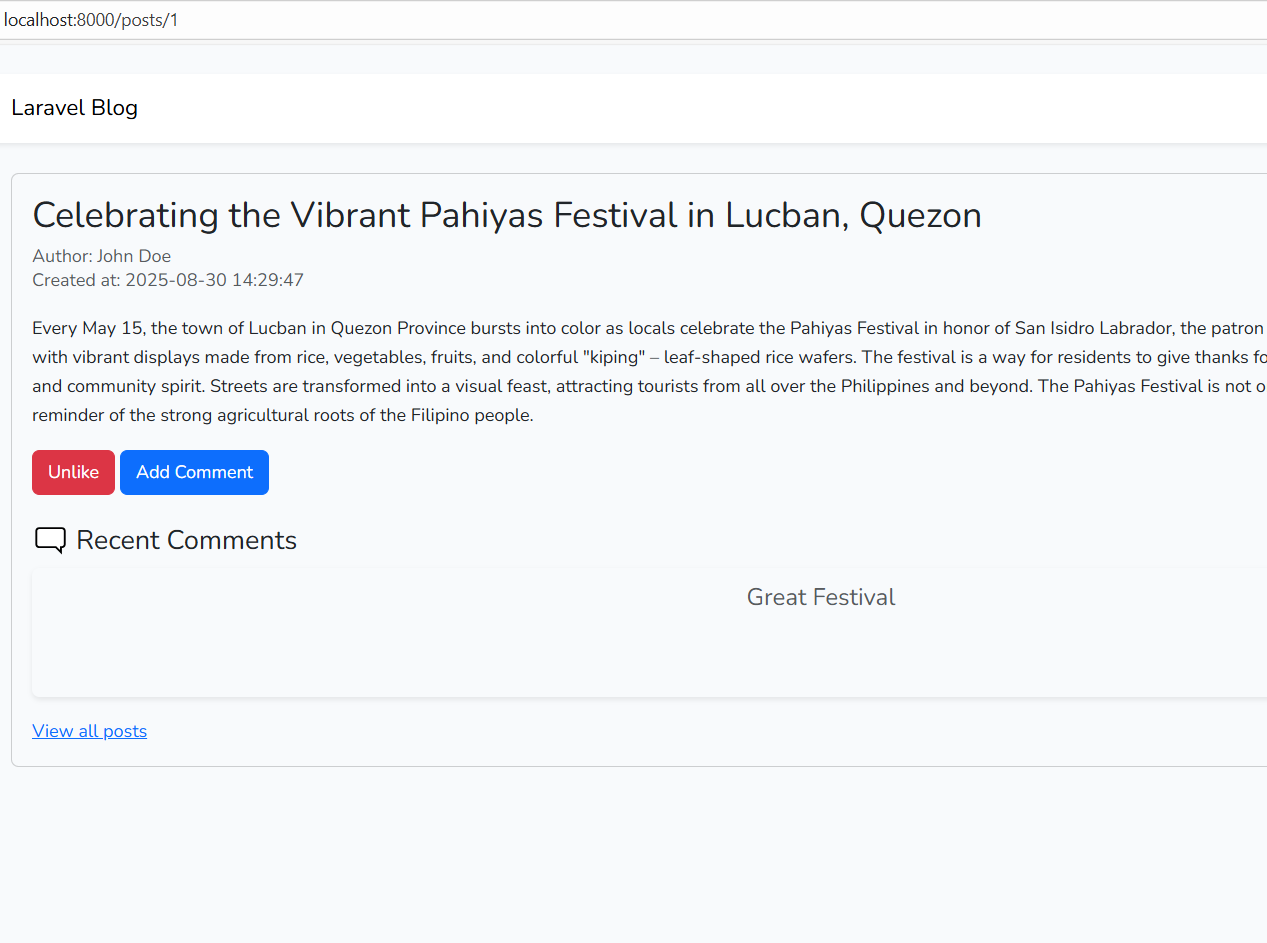 localhost:8000/posts/1
Laravel Blog
Celebrating the Vibrant Pahiyas Festival in Lucban, Quezon
Author: John Doe
Created at: 2025-08-30 14:29:47
Every May 15, the town of Lucban in Quezon Province bursts into color as locals celebrate the Pahiyas Festival in honor of San Isidro Labrador, the patron
with vibrant displays made from rice, vegetables, fruits, and colorful "kiping" – leaf-shaped rice wafers. The festival is a way for residents to give thanks
and community spirit. Streets are transformed into a visual feast, attracting tourists from all over the Philippines and beyond. The Pahiyas Festival is not
reminder of the strong agricultural roots of the Filipino people.
Unlike Add Comment
Recent Comments
Great Festival
View all posts